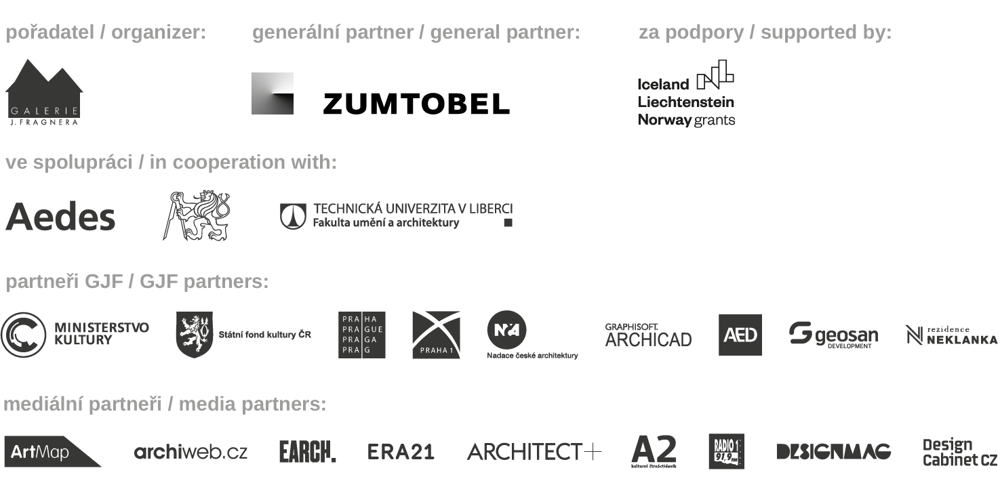 pořadatel / organizer:
generální partner / general partner:
za podpory / supported by:
GALERIE
J. FRAGNERA
ZUMTOBEL
Iceland
Liechtenstein
Norway grants
ve spolupráci / in cooperation with:
Aedes
TECHNICKÁ UNIVERZITA V LIBERCI
Fakulta umění a architektury
partneři GJF / GJF partners:
MINISTERSTVO
KULTURY
Státní fond kultury ČR
PRA HA
PRA GUE
PRA GA
PRA G
PRAHA 1
NČA
Nadace české architektury
GRAPHISOFT.
ARCHICAD
AED
geosan
DEVELOPMENT
rezidence
NEKLANKA
mediální partneři / media partners:
ArtMap
archiweb.cz
EARCH.
ERA21
ARCHITECT+
A2
kulturní čtrnáctideník
RADIO 1
91,9 FM
DESIGNMAG
Design
Cabinet CZ